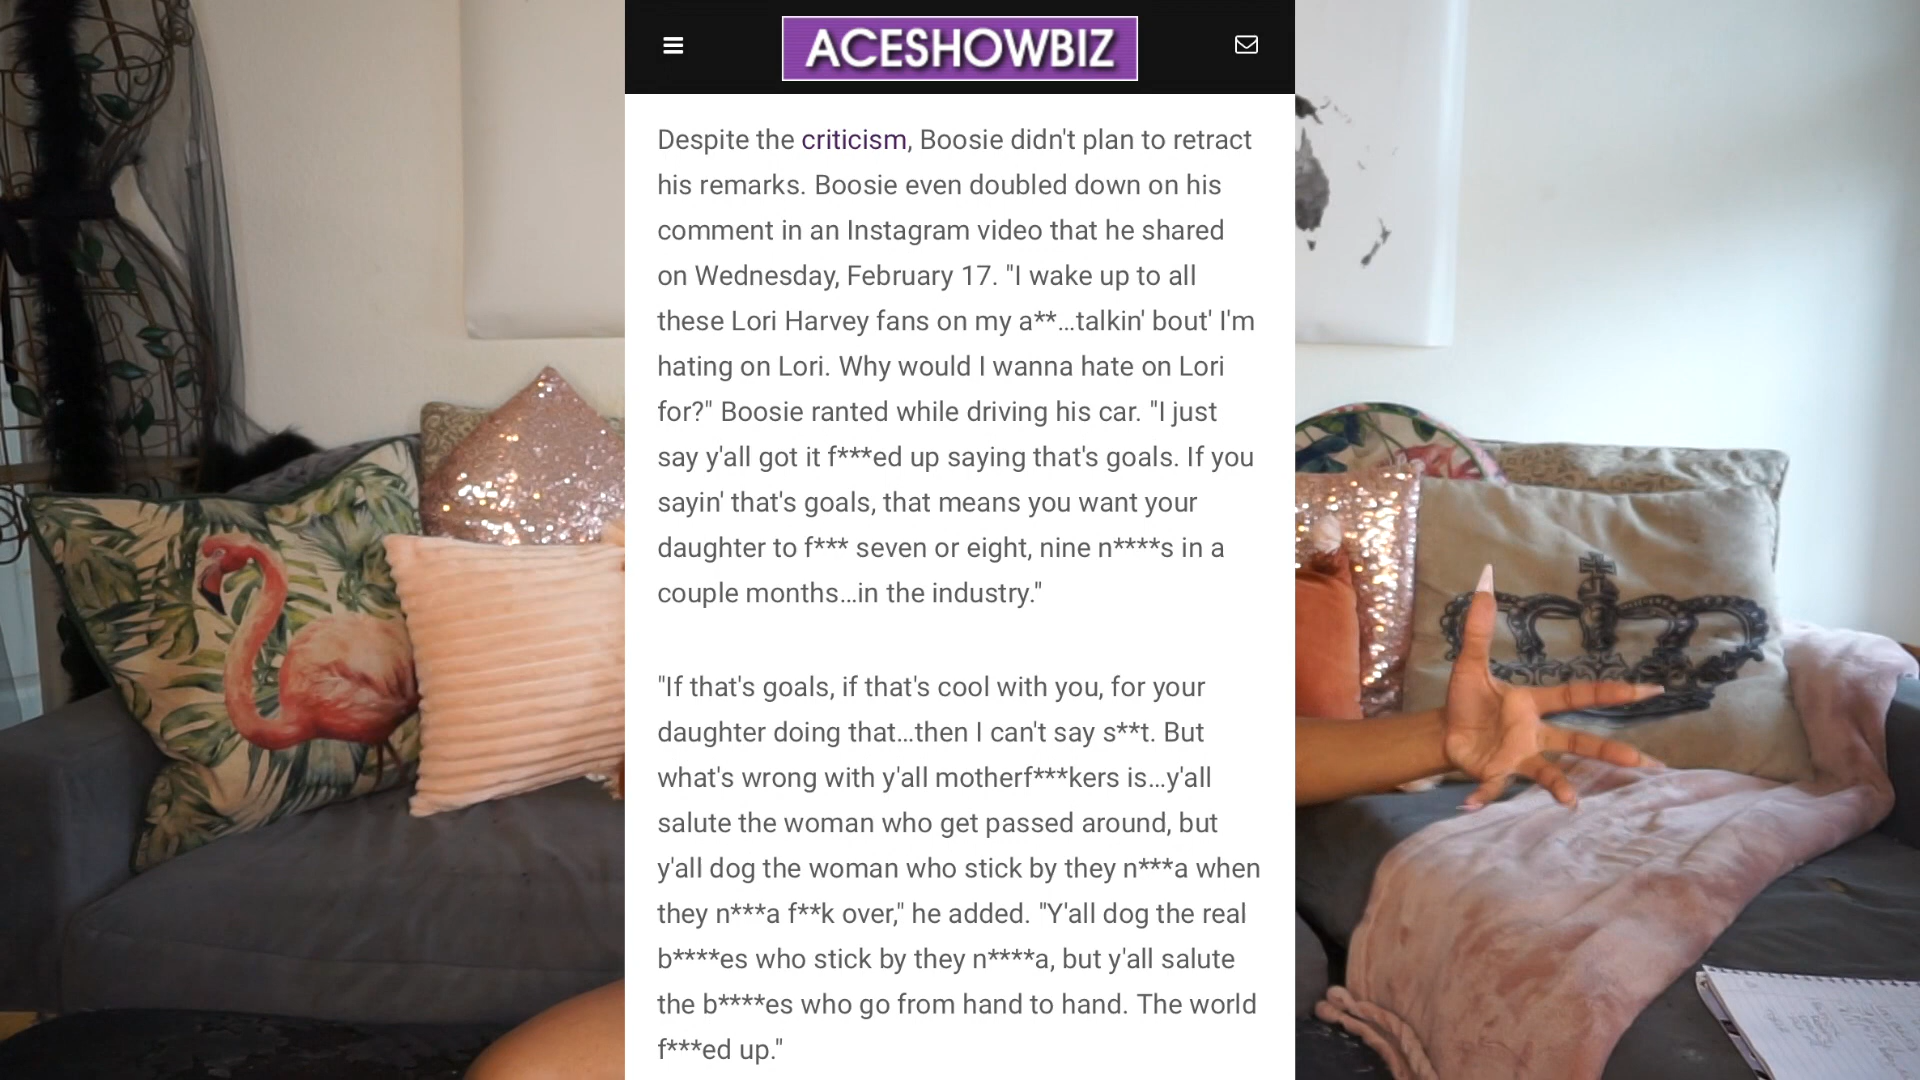 ACESHOWBIZ
Despite the criticism, Boosie didn't plan to retract
his remarks. Boosie even doubled down on his
comment in an Instagram video that he shared
on Wednesday, February 17. "I wake up to all
these Lori Harvey fans on my a**...talkin' bout' I'm
hating on Lori. Why would I wanna hate on Lori
for?" Boosie ranted while driving his car. "I just
say y'all got it f***ed up saying that's goals. If you
sayin' that's goals, that means you want your
daughter to f*** seven or eight, nine n****s in a
couple months...in the industry."
"If that's goals, if that's cool with you, for your
daughter doing that...then I can't say s**t. But
what's wrong with y'all motherf***kers is...y'all
salute the woman who get passed around, but
y'all dog the woman who stick by they n***a when
they n***a f**k over," he added. "Y'all dog the real
b****es who stick by they n****a, but y'all salute
the b****es who go from hand to hand. The world
f***ed up."